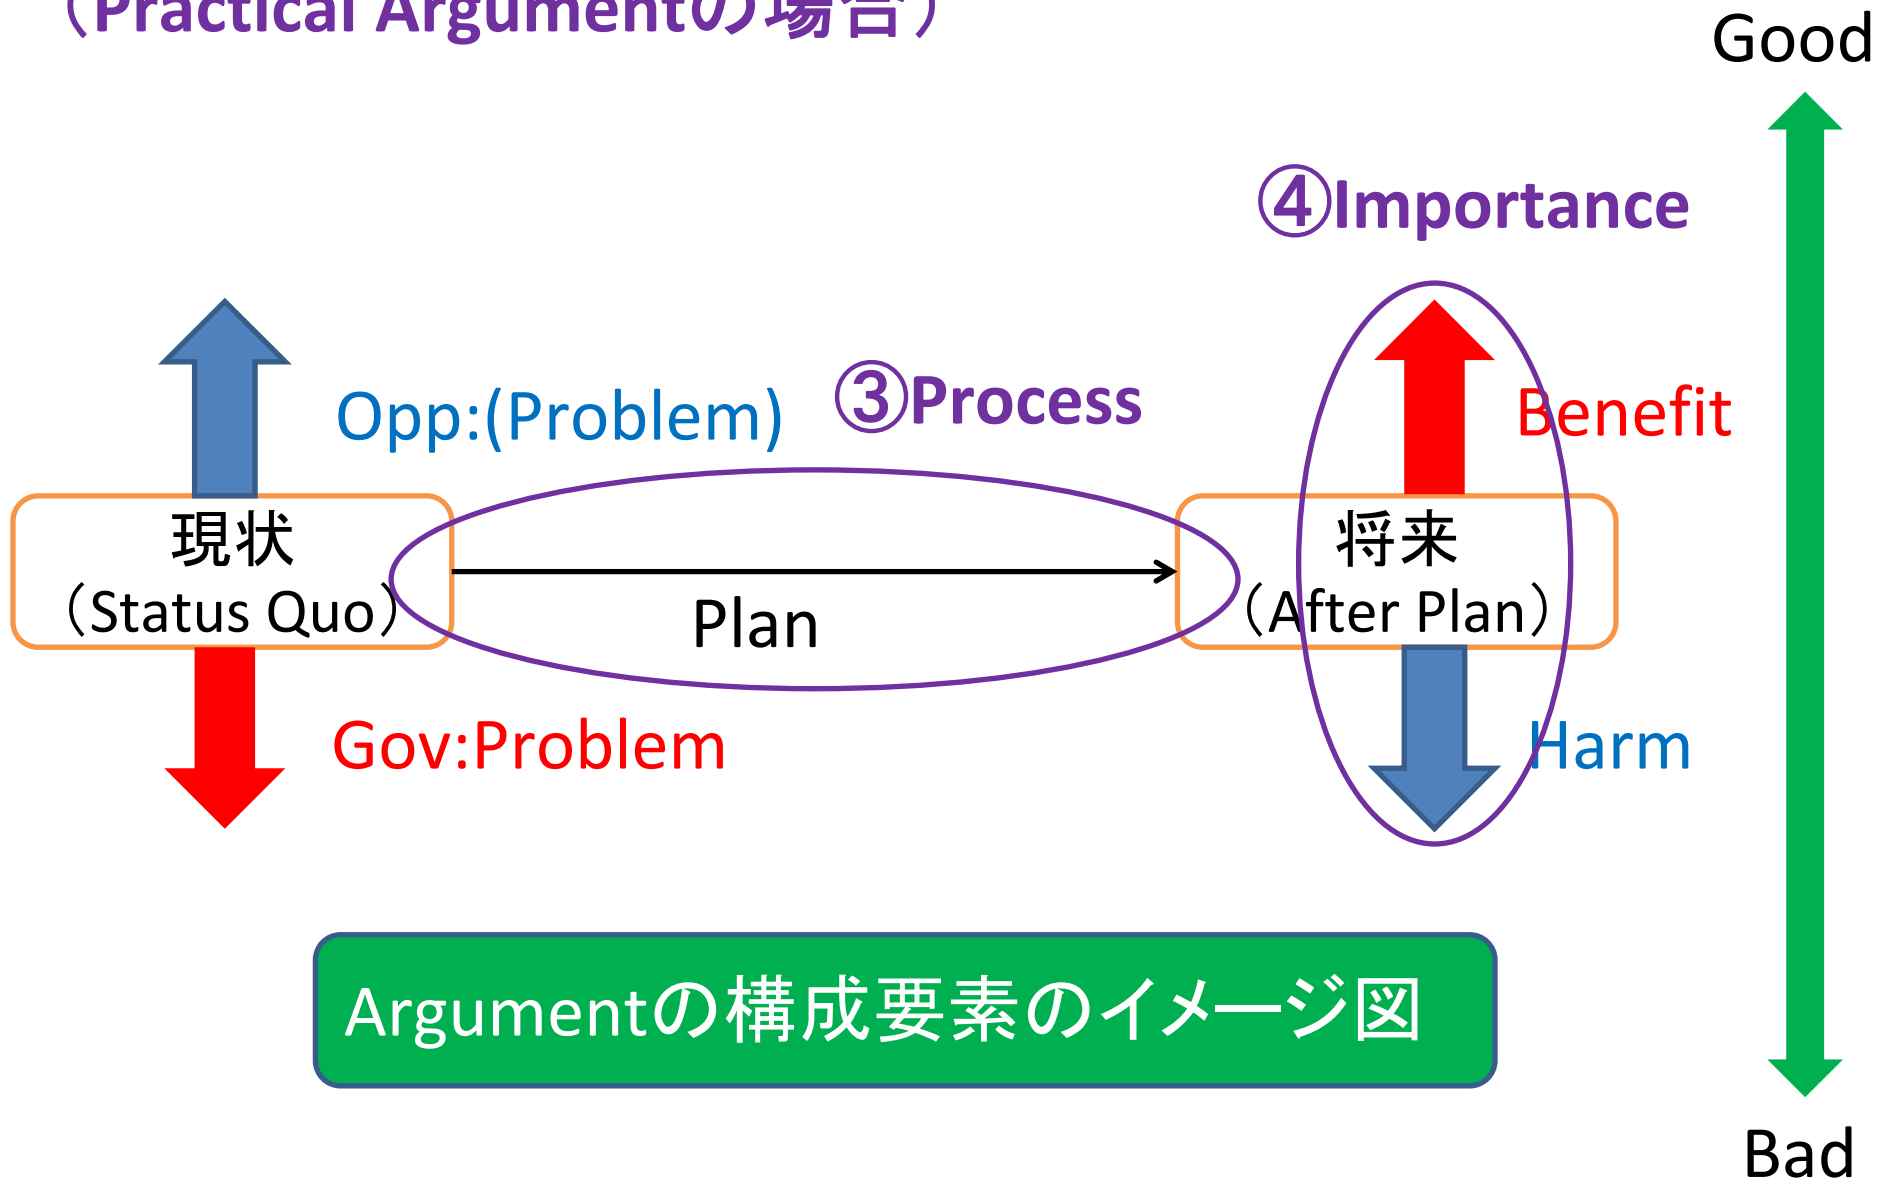 （Practical Argumentの場合）
Good
④Importance
Opp:(Problem)
③Process
Benefit
現状
（Status Quo）
将来
（After Plan）
Plan
Gov:Problem
Harm
Argumentの構成要素のイメージ図
Bad